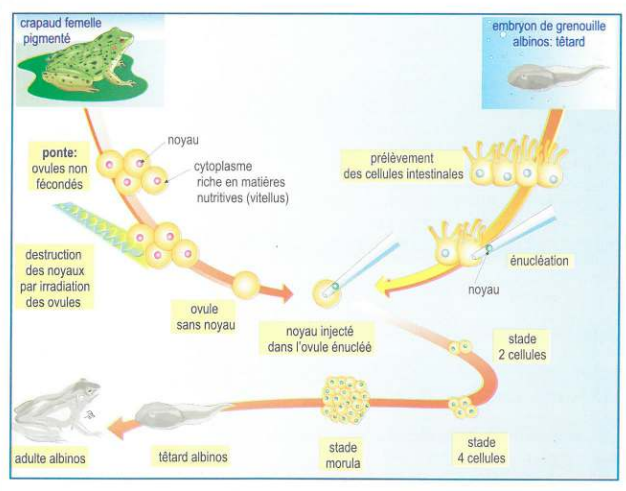 crapaud femelle
pigmenté
embryon de grenouille
albinos: têtard
noyau
ponte:
ovules non
fécondés
cytoplasme
riche en matières
nutritives (vitellus)
prélèvement
des cellules intestinales
destruction
des noyaux
par irradiation
des ovules
énucléation
noyau
ovule
sans noyau
noyau injecté
dans l'ovule énucléé
stade
2 cellules
adulte albinos
têtard albinos
stade
morula
stade
4 cellules